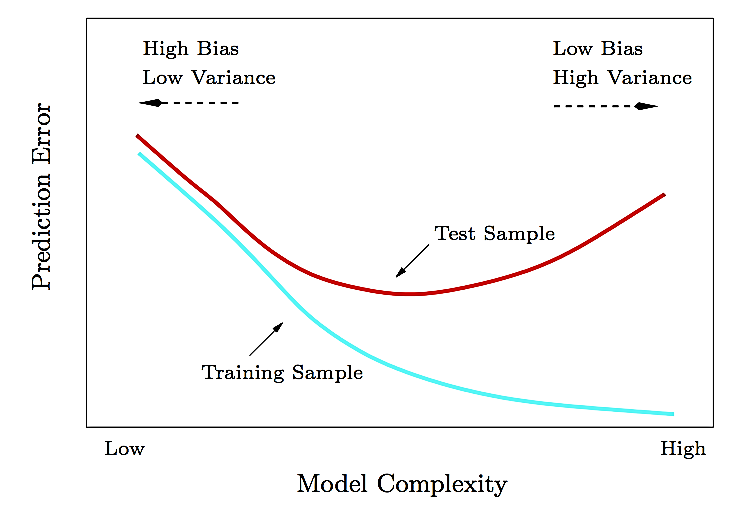 High Bias
Low Variance
Low Bias
High Variance
Prediction Error
Test Sample
Training Sample
Low
High
Model Complexity